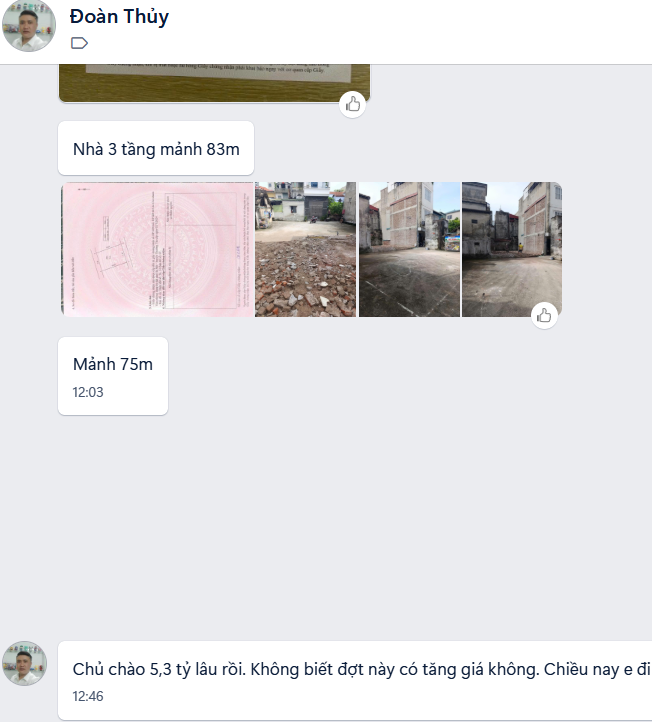 Đoàn Thủy
Nhà 3 tầng mảnh 83m
Mảnh 75m
12:03
Chủ chào 5,3 tỷ lâu rồi. Không biết đợt này có tăng giá không. Chiều nay e đi
12:46